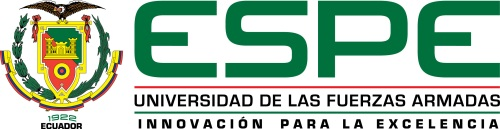 ESPE
UNIVERSIDAD DE LAS FUERZAS ARMADAS
INNOVACIÓN PARA LA EXCELENCIA
1922
ECUADOR